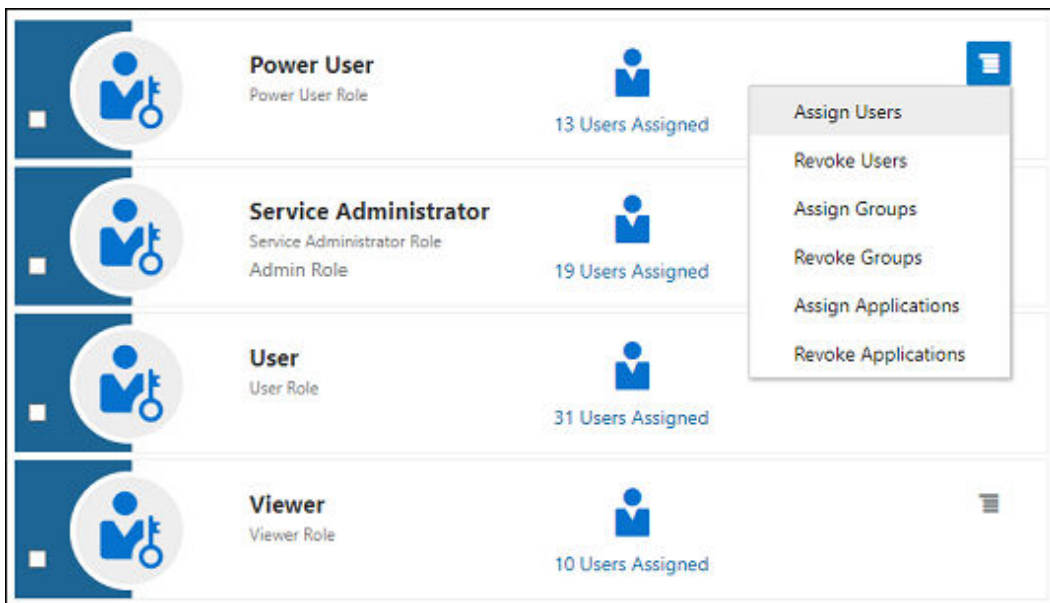 Power User
Power User Role
13 Users Assigned
Assign Users
Revoke Users
Assign Groups
Revoke Groups
Assign Applications
Revoke Applications
Service Administrator
Service Administrator Role
Admin Role
19 Users Assigned
User
User Role
31 Users Assigned
Viewer
Viewer Role
10 Users Assigned